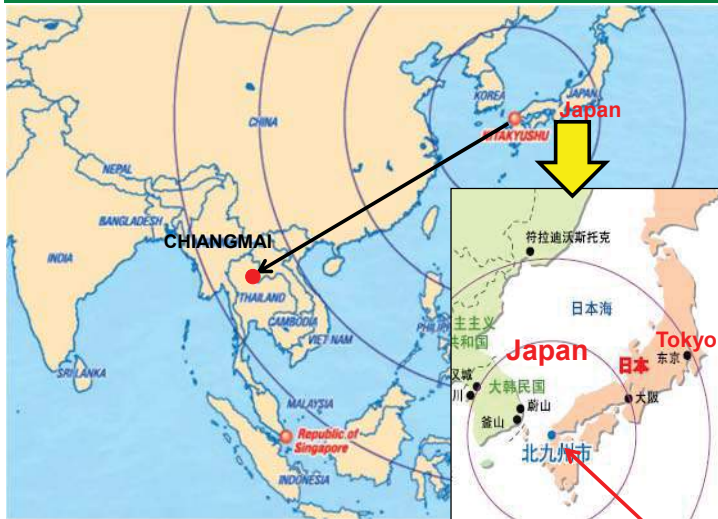 KOREA
JAPAN
Japan
KITAKYUSHU
CHINA
NEPAL
BANGLADESH
CHIANGMAI
INDIA
THAILAND
CAMBODIA
VIET NAM
PHILIP
SRI LANKA
MALAYSIA
Republic of
Singapore
INDONESIA
符拉迪沃斯托克
日本海
主主义
共和国
Japan
Tokyo
日本
东京
汉城
川
大韩民国
蔚山
釜山
大阪
北九州市